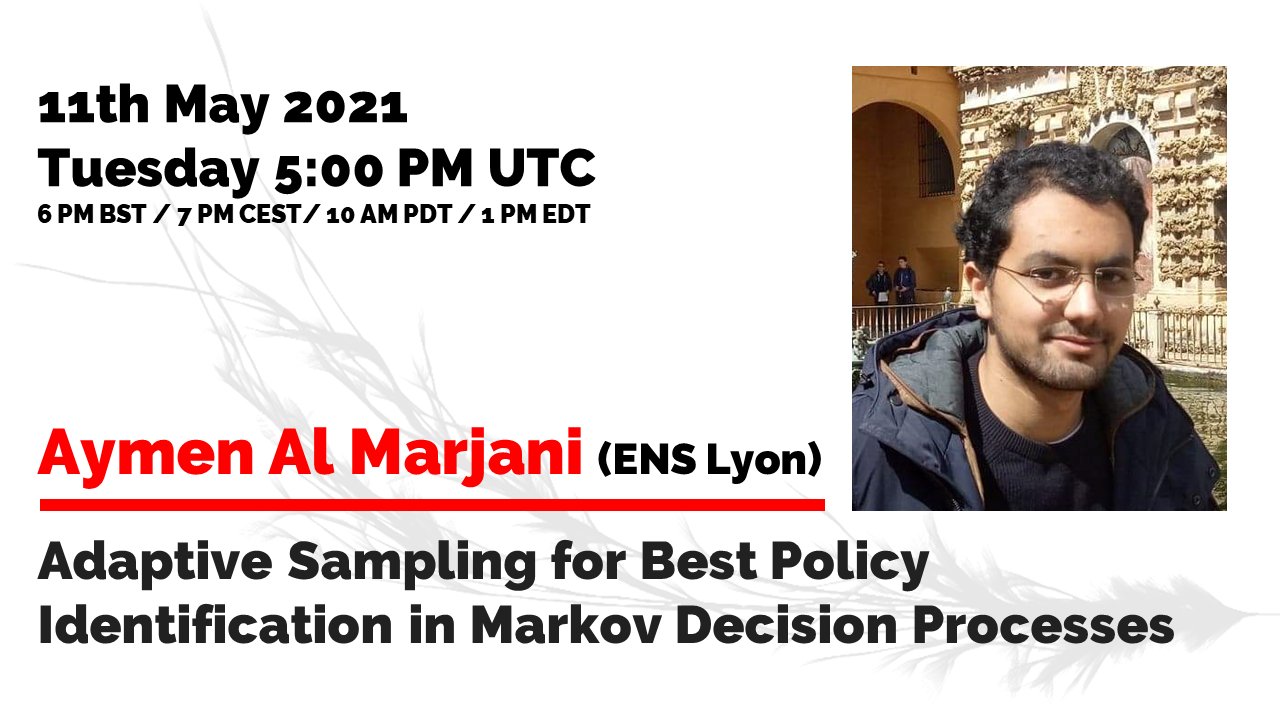 11th May 2021
Tuesday 5:00 PM UTC
6 PM BST / 7 PM CEST/ 10 AM PDT / 1 PM EDT
Aymen Al Marjani (ENS Lyon)
Adaptive Sampling for Best Policy
Identification in Markov Decision Processes